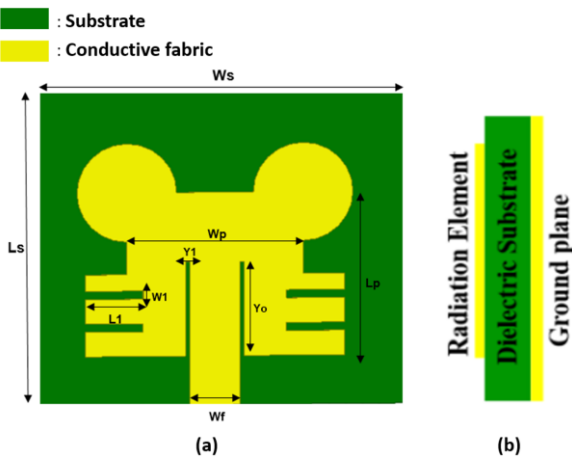 : Substrate
: Conductive fabric
Ws
Ls
Wp
Y1
W1
L1
Yo
Lp
Wf
(a)
Radiation Element
Dielectric Substrate
Ground plane
(b)